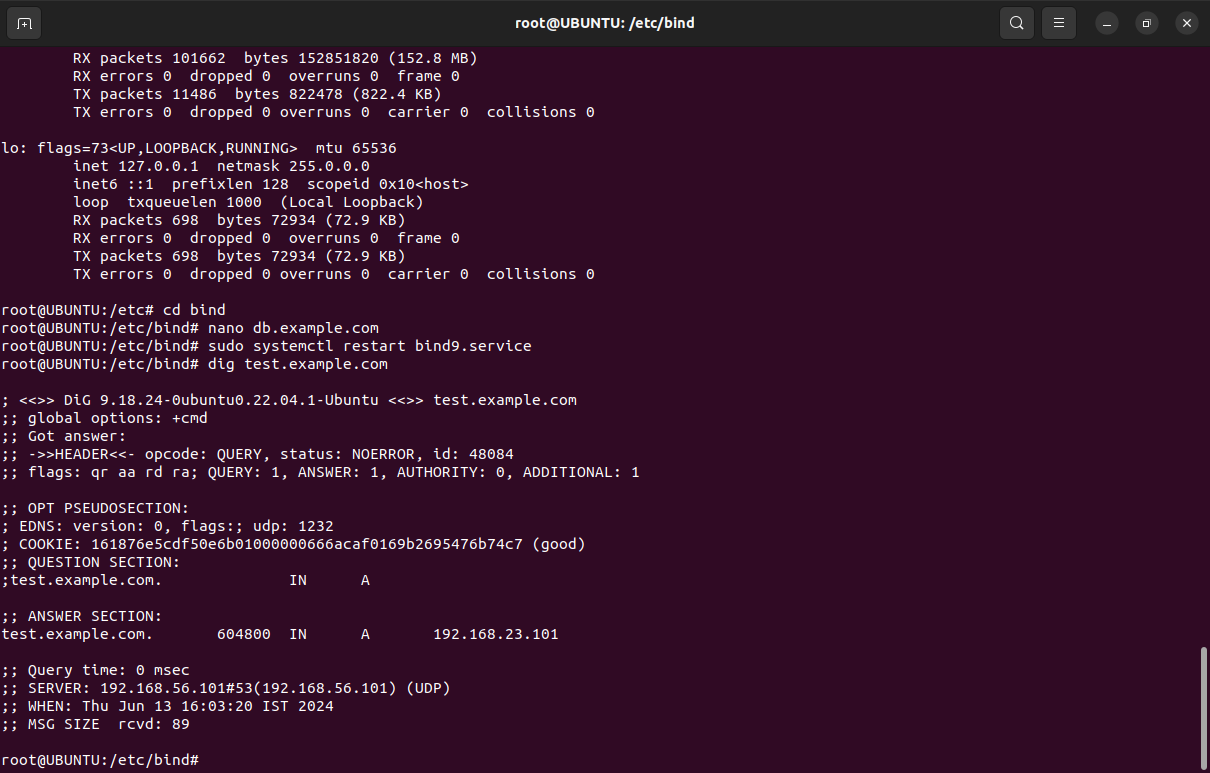 root@UBUNTU: /etc/bind
RX packets 101662  bytes 152851820 (152.8 MB)
RX errors 0  dropped 0  overruns 0  frame 0
TX packets 11486  bytes 822478 (822.4 KB)
TX errors 0  dropped 0 overruns 0  carrier 0  collisions 0
lo: flags=73<UP,LOOPBACK,RUNNING>  mtu 65536
inet 127.0.0.1  netmask 255.0.0.0
inet6 ::1  prefixlen 128  scopeid 0x10<host>
loop  txqueuelen 1000  (Local Loopback)
RX packets 698  bytes 72934 (72.9 KB)
RX errors 0  dropped 0  overruns 0  frame 0
TX packets 698  bytes 72934 (72.9 KB)
TX errors 0  dropped 0 overruns 0  carrier 0  collisions 0
root@UBUNTU:/etc# cd bind
root@UBUNTU:/etc/bind# nano db.example.com
root@UBUNTU:/etc/bind# sudo systemctl restart bind9.service
root@UBUNTU:/etc/bind# dig test.example.com
; <<>> DiG 9.18.24-0ubuntu0.22.04.1-Ubuntu <<>> test.example.com
;; global options: +cmd
;; Got answer:
;; ->>HEADER<<- opcode: QUERY, status: NOERROR, id: 48084
;; flags: qr aa rd ra; QUERY: 1, ANSWER: 1, AUTHORITY: 0, ADDITIONAL: 1
;; OPT PSEUDOSECTION:
; EDNS: version: 0, flags:; udp: 1232
; COOKIE: 161876e5cdf50e6b01000000666acaf0169b2695476b74c7 (good)
;; QUESTION SECTION:
;test.example.com.              IN      A
;; ANSWER SECTION:
test.example.com.       604800  IN      A       192.168.23.101
;; Query time: 0 msec
;; SERVER: 192.168.56.101#53(192.168.56.101) (UDP)
;; WHEN: Thu Jun 13 16:03:20 IST 2024
;; MSG SIZE  rcvd: 89
root@UBUNTU:/etc/bind#